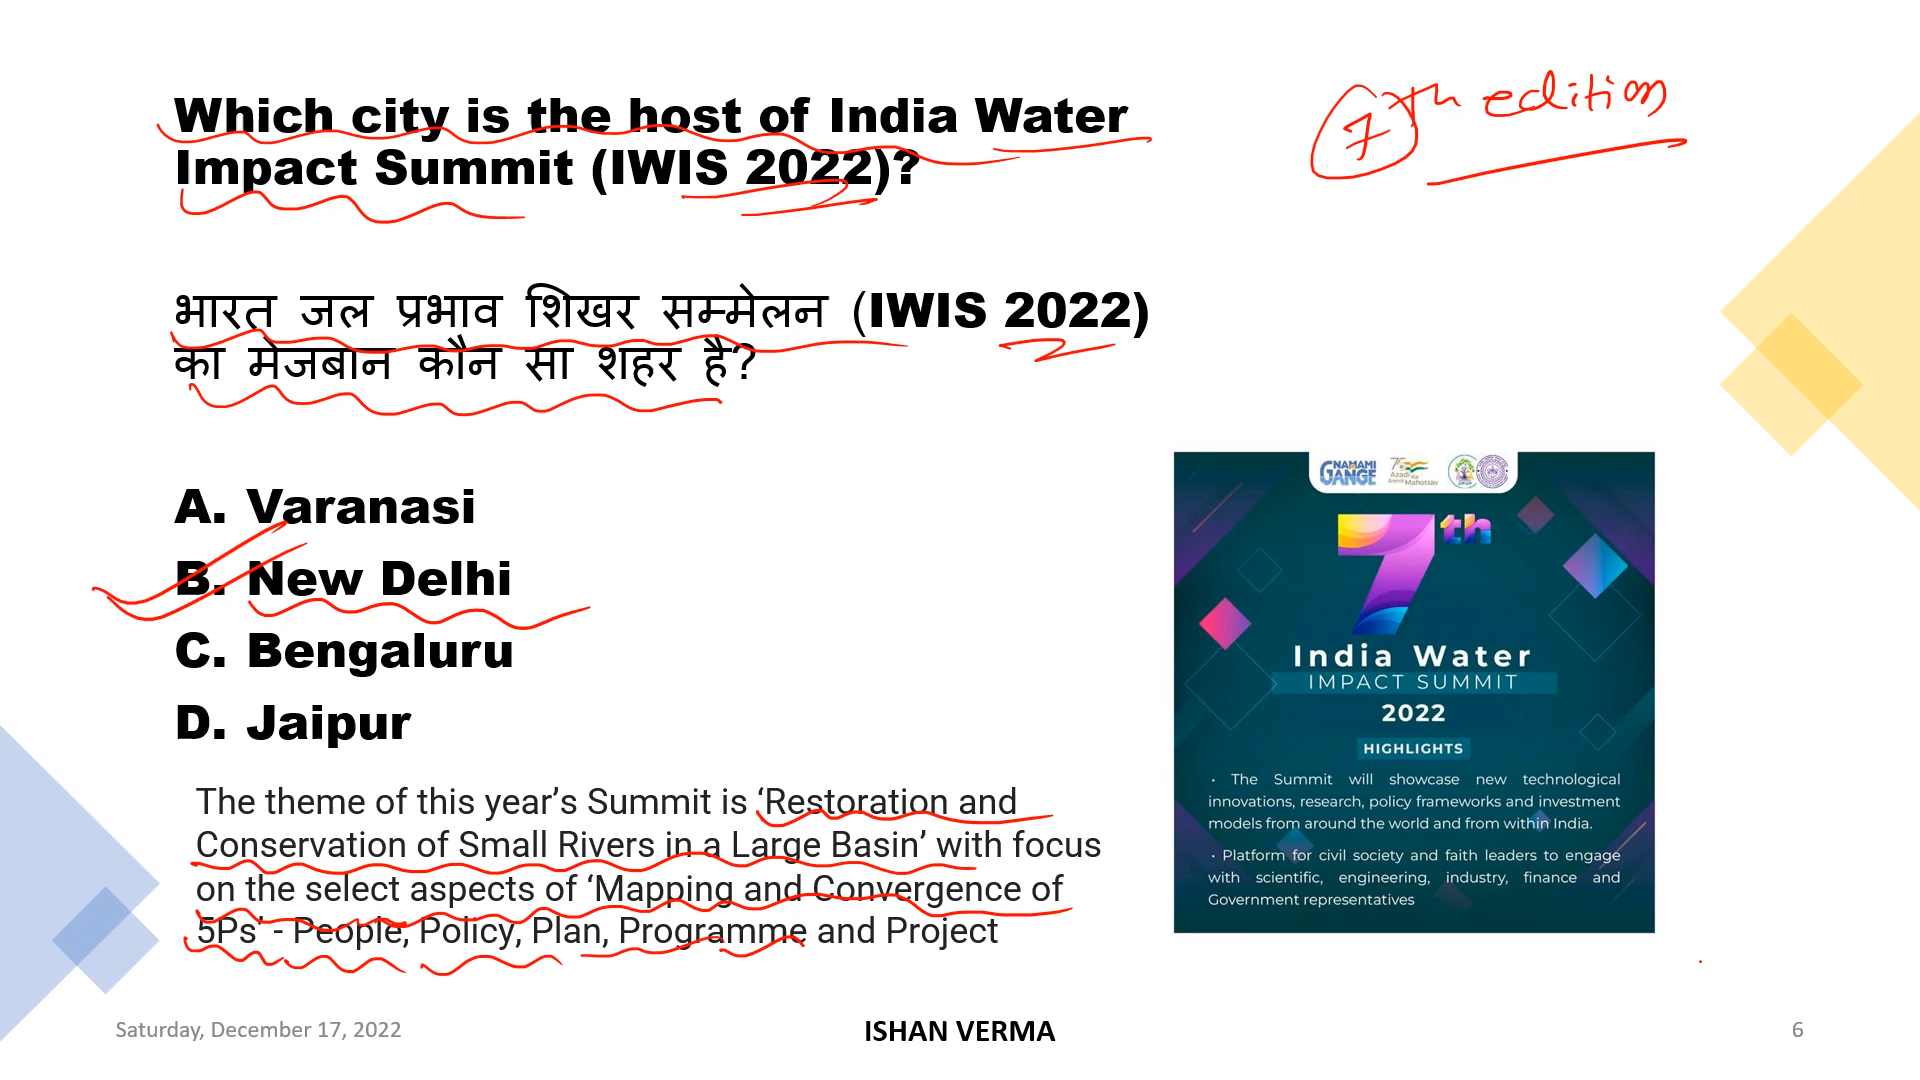 Which city is the host of India Water
Impact Summit (IWIS 2022)?
7th edition
भारत जल प्रभाव शिखर सम्मेलन (IWIS 2022)
का मेजबान कौन सा शहर है?
A. Varanasi
B. New Delhi
C. Bengaluru
D. Jaipur
The theme of this year’s Summit is ‘Restoration and
Conservation of Small Rivers in a Large Basin’ with focus
on the select aspects of ‘Mapping and Convergence of
5Ps’ - People, Policy, Plan, Programme and Project
NAMAMI
GANGE
Azadi Ka
Amrit Mahotsav
7th
India Water
IMPACT SUMMIT
2022
HIGHLIGHTS
· The Summit will showcase new technological
innovations, research, policy frameworks and investment
models from around the world and from within India.
· Platform for civil society and faith leaders to engage
with scientific, engineering, industry, finance and
Government representatives
Saturday, December 17, 2022
ISHAN VERMA
6